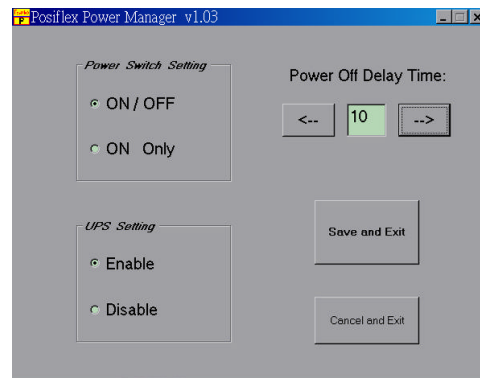 Posiflex Power Manager v1.03
Power Switch Setting
ON / OFF
ON Only
Power Off Delay Time:
<--
10
-->
UPS Setting
Enable
Disable
Save and Exit
Cancel and Exit